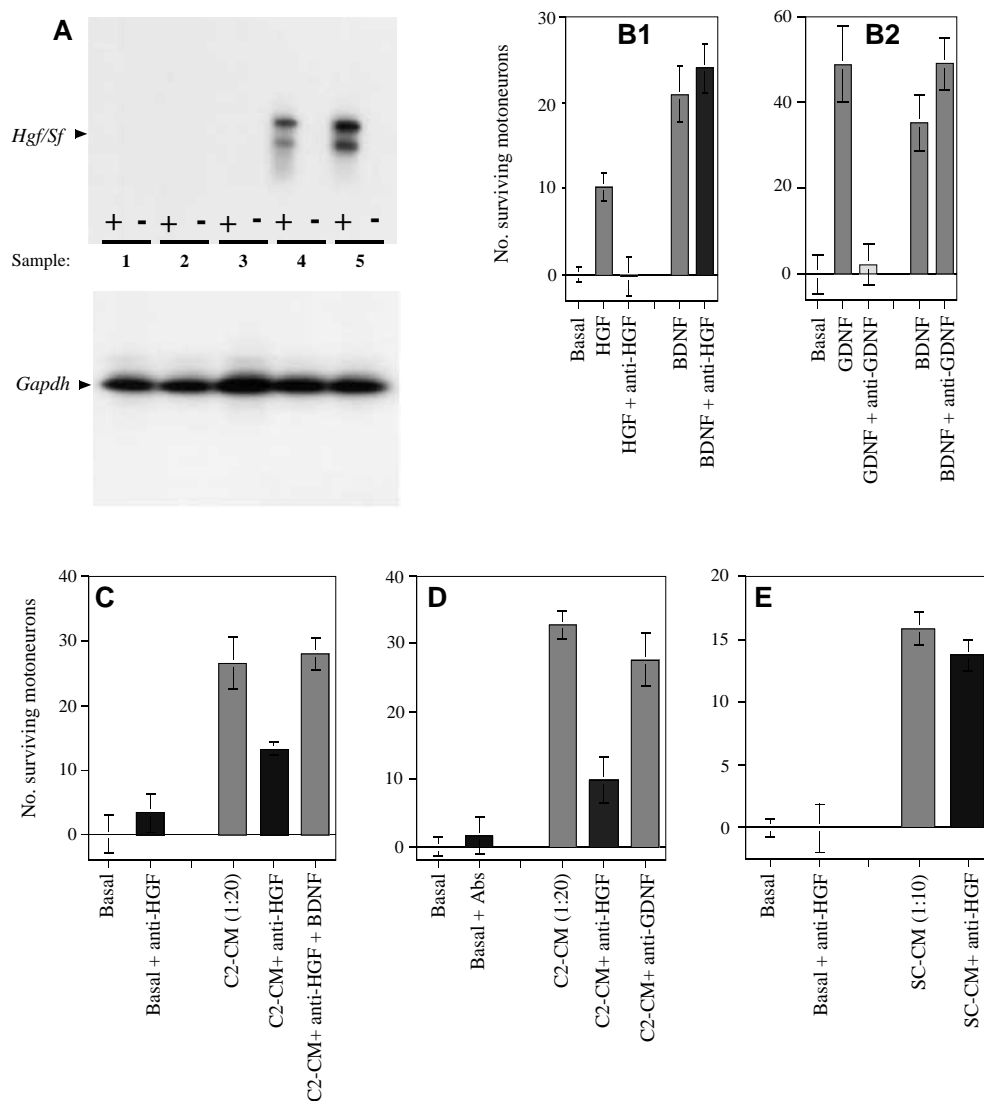 A
Hgf/Sf
+ - + - + - + - + -
Sample: 1 2 3 4 5
Gapdh
B1
No. surviving motoneurons
30
20
10
0
Basal
HGF
HGF + anti-HGF
BDNF
BDNF + anti-HGF
B2
60
40
20
0
Basal
GDNF
GDNF + anti-GDNF
BDNF
BDNF + anti-GDNF
C
No. surviving motoneurons
40
30
20
10
0
Basal
Basal + anti-HGF
C2-CM (1:20)
C2-CM+ anti-HGF
C2-CM+ anti-HGF + BDNF
D
40
30
20
10
0
Basal
Basal + Abs
C2-CM (1:20)
C2-CM+ anti-HGF
C2-CM+ anti-GDNF
E
20
15
10
5
0
Basal
Basal + anti-HGF
SC-CM (1:10)
SC-CM+ anti-HGF